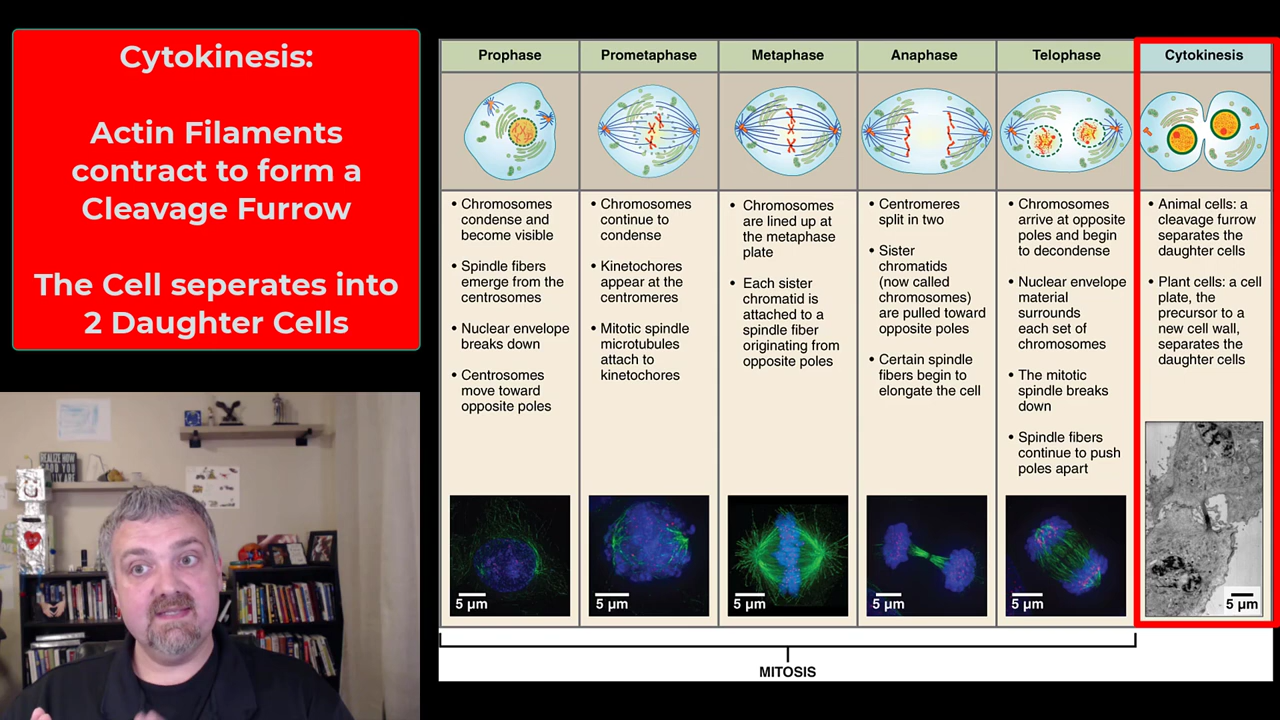 Cytokinesis:
Actin Filaments
contract to form a
Cleavage Furrow
The Cell seperates into
2 Daughter Cells
Prophase
Prometaphase
Metaphase
Anaphase
Telophase
Cytokinesis
• Chromosomes
condense and
become visible
• Spindle fibers
emerge from the
centrosomes
• Nuclear envelope
breaks down
• Centrosomes
move toward
opposite poles
• Chromosomes
continue to
condense
• Kinetochores
appear at the
centromeres
• Mitotic spindle
microtubules
attach to
kinetochores
• Chromosomes
are lined up at
the metaphase
plate
• Each sister
chromatid is
attached to a
spindle fiber
originating from
opposite poles
• Centromeres
split in two
• Sister
chromatids
(now called
chromosomes)
are pulled toward
opposite poles
• Certain spindle
fibers begin to
elongate the cell
• Chromosomes
arrive at opposite
poles and begin
to decondense
• Nuclear envelope
material
surrounds
each set of
chromosomes
• The mitotic
spindle breaks
down
• Spindle fibers
continue to push
poles apart
• Animal cells: a
cleavage furrow
separates the
daughter cells
• Plant cells: a cell
plate, the
precursor to a
new cell wall,
separates the
daughter cells
5 µm
5 µm
5 µm
5 µm
5 µm
5 µm
MITOSIS
REALIZE
HOW